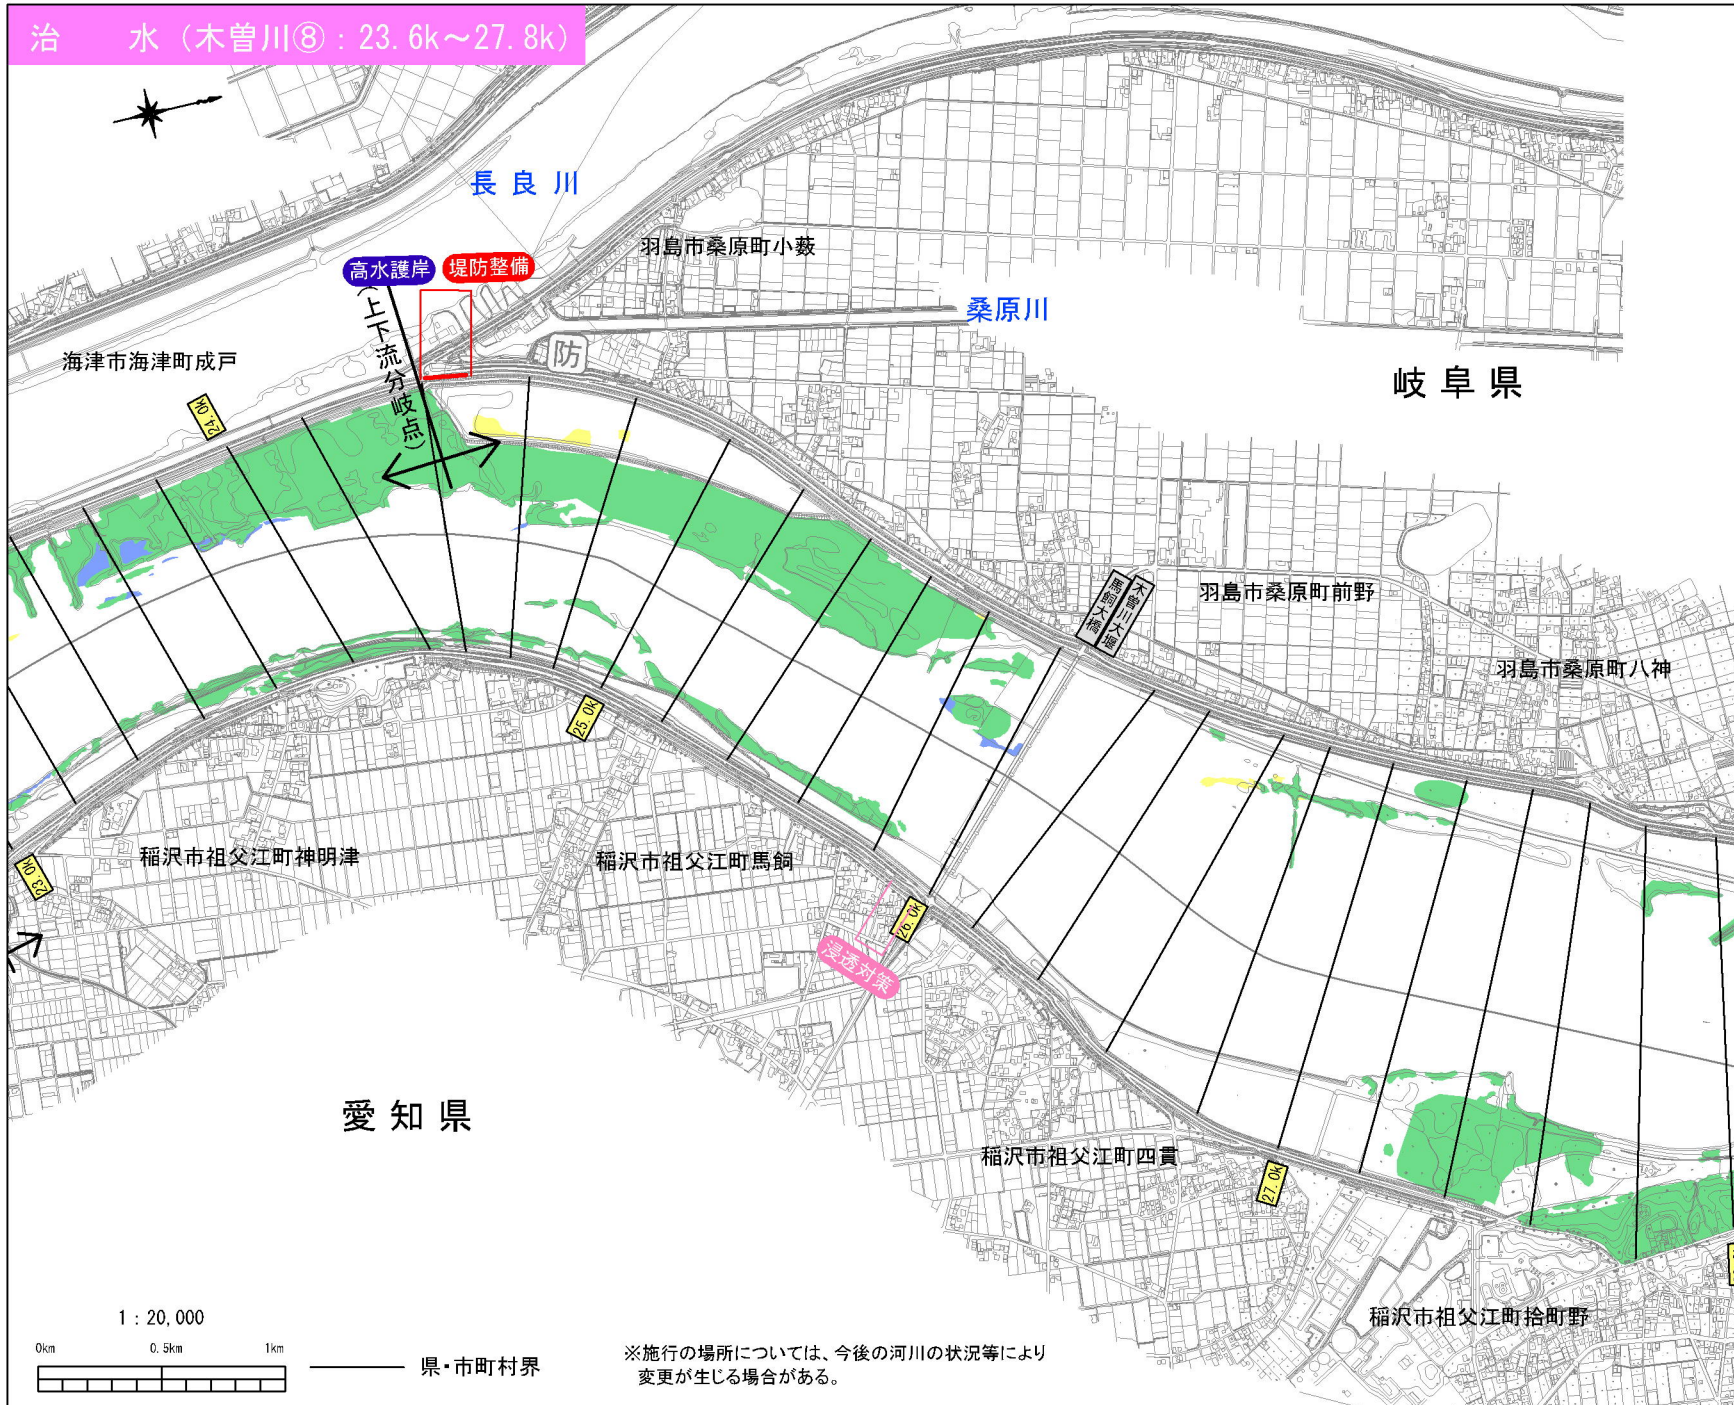 治　水（木曽川⑧：23.6k～27.8k）
長良川
羽島市桑原町小薮
高水護岸
堤防整備
（上下流分岐点）
桑原川
防
海津市海津町成戸
岐阜県
24.0k
馬飼大橋
木曽川大堰
羽島市桑原町前野
羽島市桑原町八神
25.0k
稲沢市祖父江町神明津
稲沢市祖父江町馬飼
23.0k
26.0k
浸透対策
愛知県
稲沢市祖父江町四貫
27.0k
稲沢市祖父江町拾町野
1：20,000
0km 0.5km 1km
県・市町村界
※施行の場所については、今後の河川の状況等により
変更が生じる場合がある。